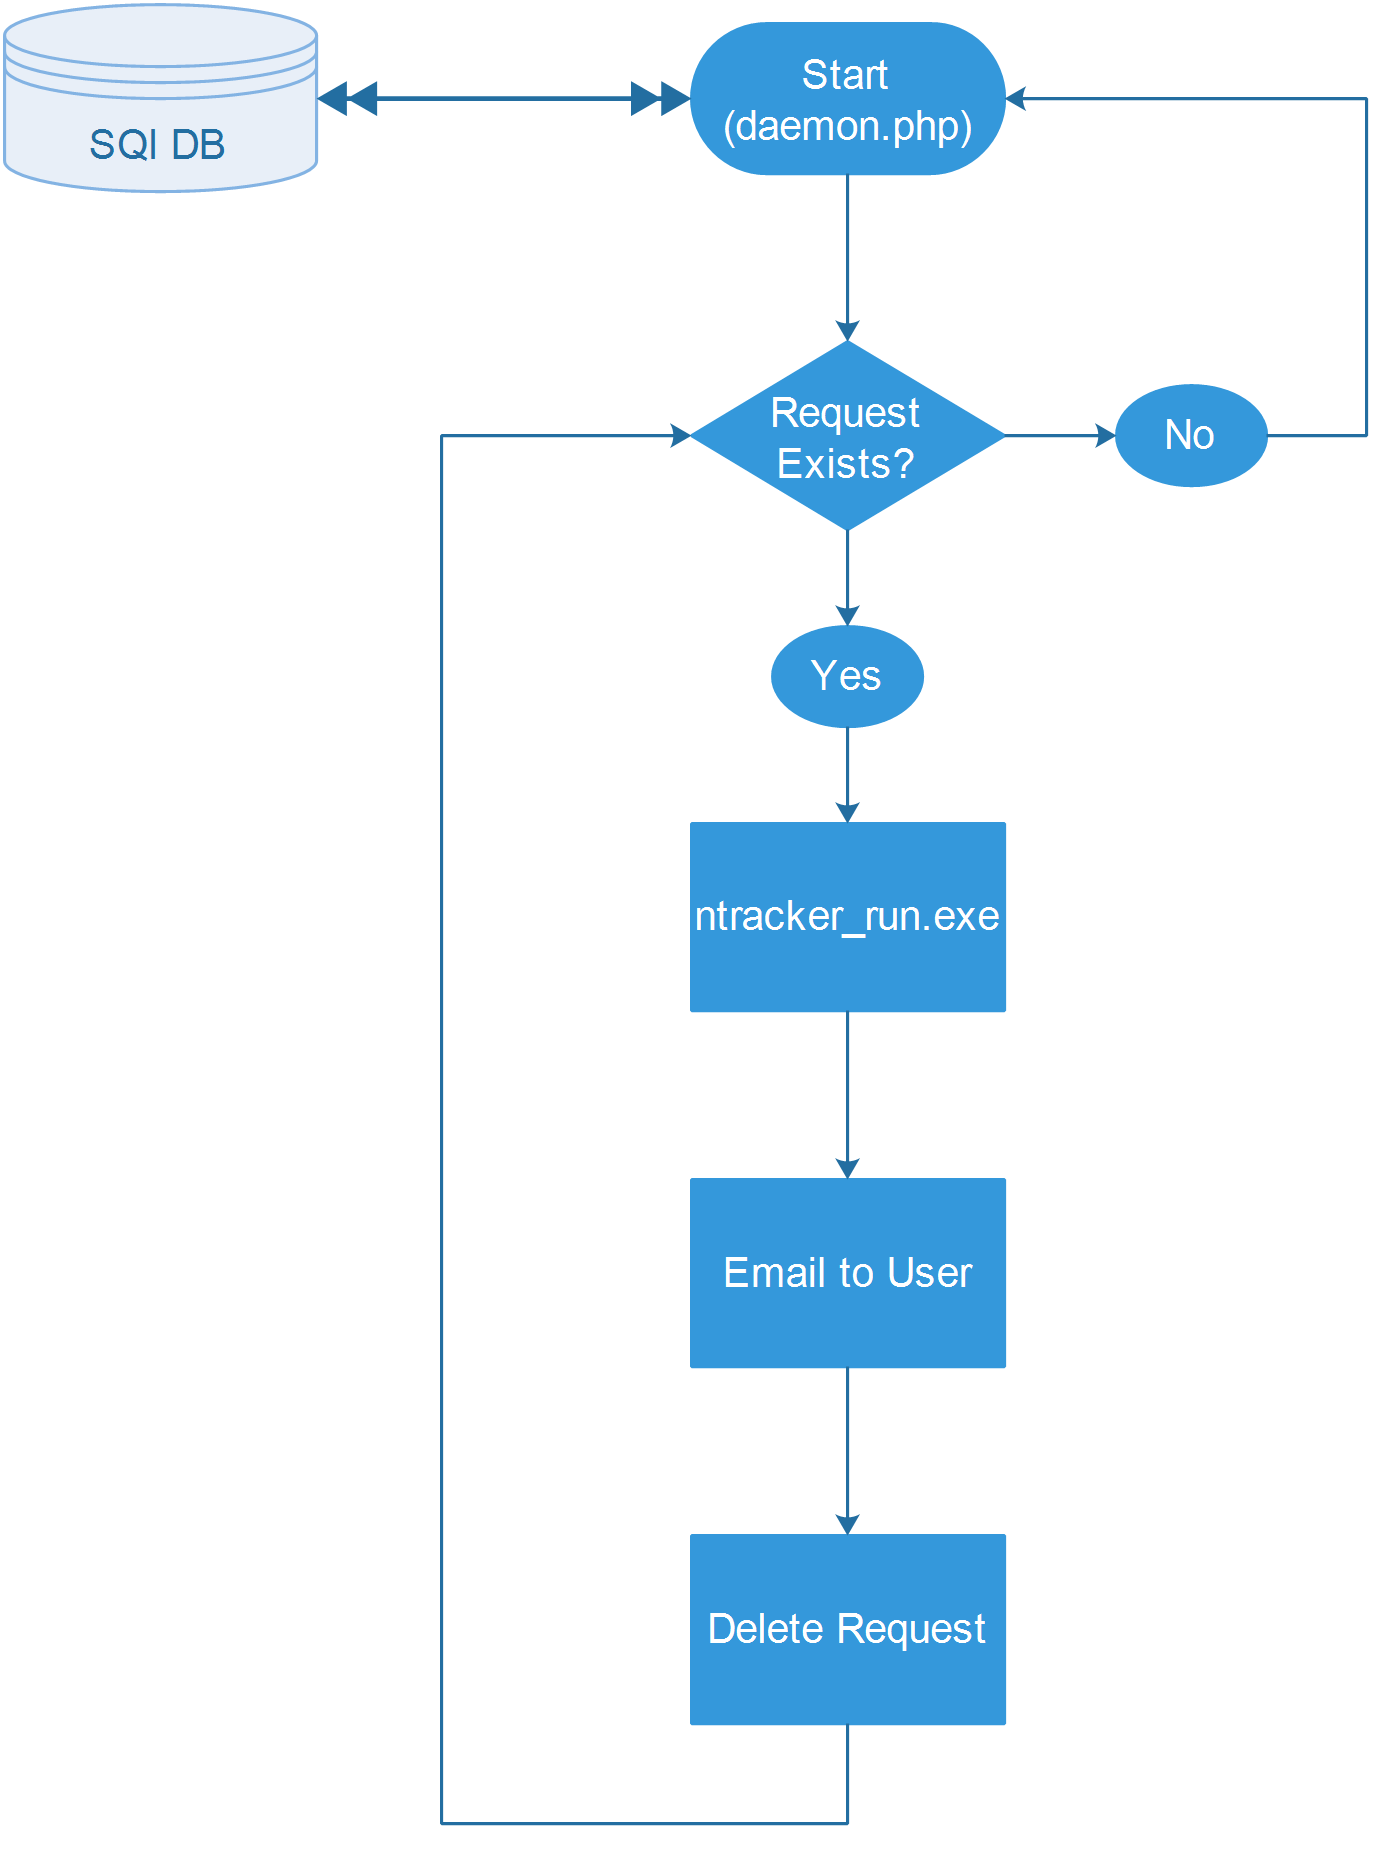 SQl DB
Start
(daemon.php)
Request
Exists?
No
Yes
ntracker_run.exe
Email to User
Delete Request